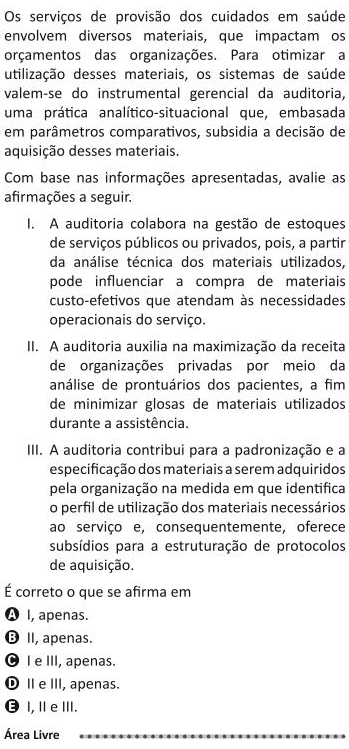 Os serviços de provisão dos cuidados em saúde
envolvem diversos materiais, que impactam os
orçamentos das organizações. Para otimizar a
utilização desses materiais, os sistemas de saúde
valem-se do instrumental gerencial da auditoria,
uma prática analítico-situacional que, embasada
em parâmetros comparativos, subsidia a decisão de
aquisição desses materiais.
Com base nas informações apresentadas, avalie as
afirmações a seguir.
I. A auditoria colabora na gestão de estoques
de serviços públicos ou privados, pois, a partir
da análise técnica dos materiais utilizados,
pode influenciar a compra de materiais
custo-efetivos que atendam às necessidades
operacionais do serviço.
II. A auditoria auxilia na maximização da receita
de organizações privadas por meio da
análise de prontuários dos pacientes, a fim
de minimizar glosas de materiais utilizados
durante a assistência.
III. A auditoria contribui para a padronização e a
especificação dos materiais a serem adquiridos
pela organização na medida em que identifica
o perfil de utilização dos materiais necessários
ao serviço e, consequentemente, oferece
subsídios para a estruturação de protocolos
de aquisição.
É correto o que se afirma em
A I, apenas.
B II, apenas.
C I e III, apenas.
D II e III, apenas.
E I, II e III.
Área Livre